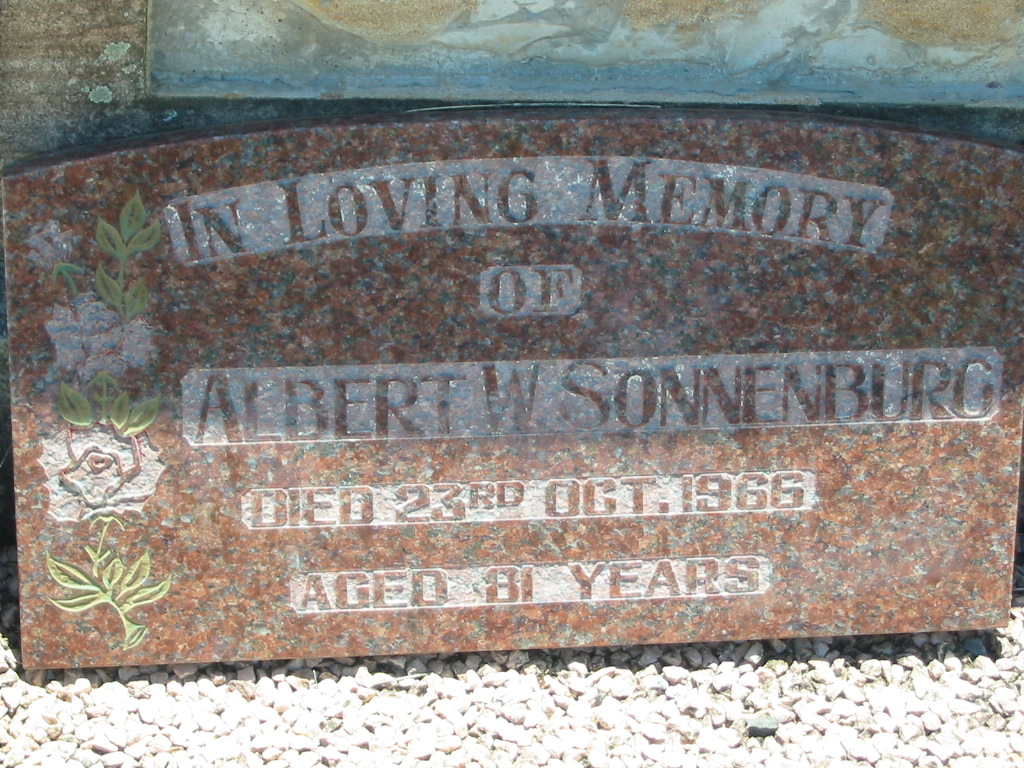 IN LOVING MEMORY
OF
ALBERT W SONNENBURG
DIED 23RD OCT. 1966
AGED 81 YEARS